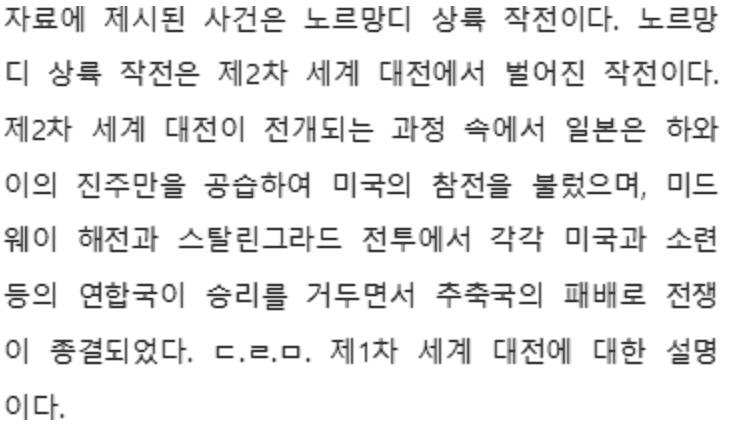 자료에 제시된 사건은 노르망디 상륙 작전이다. 노르망
디 상륙 작전은 제2차 세계 대전에서 벌어진 작전이다.
제2차 세계 대전이 전개되는 과정 속에서 일본은 하와
이의 진주만을 공습하여 미국의 참전을 불렀으며, 미드
웨이 해전과 스탈린그라드 전투에서 각각 미국과 소련
등의 연합국이 승리를 거두면서 추축국의 패배로 전쟁
이 종결되었다. ㄷ.ㄹ.ㅁ. 제1차 세계 대전에 대한 설명
이다.